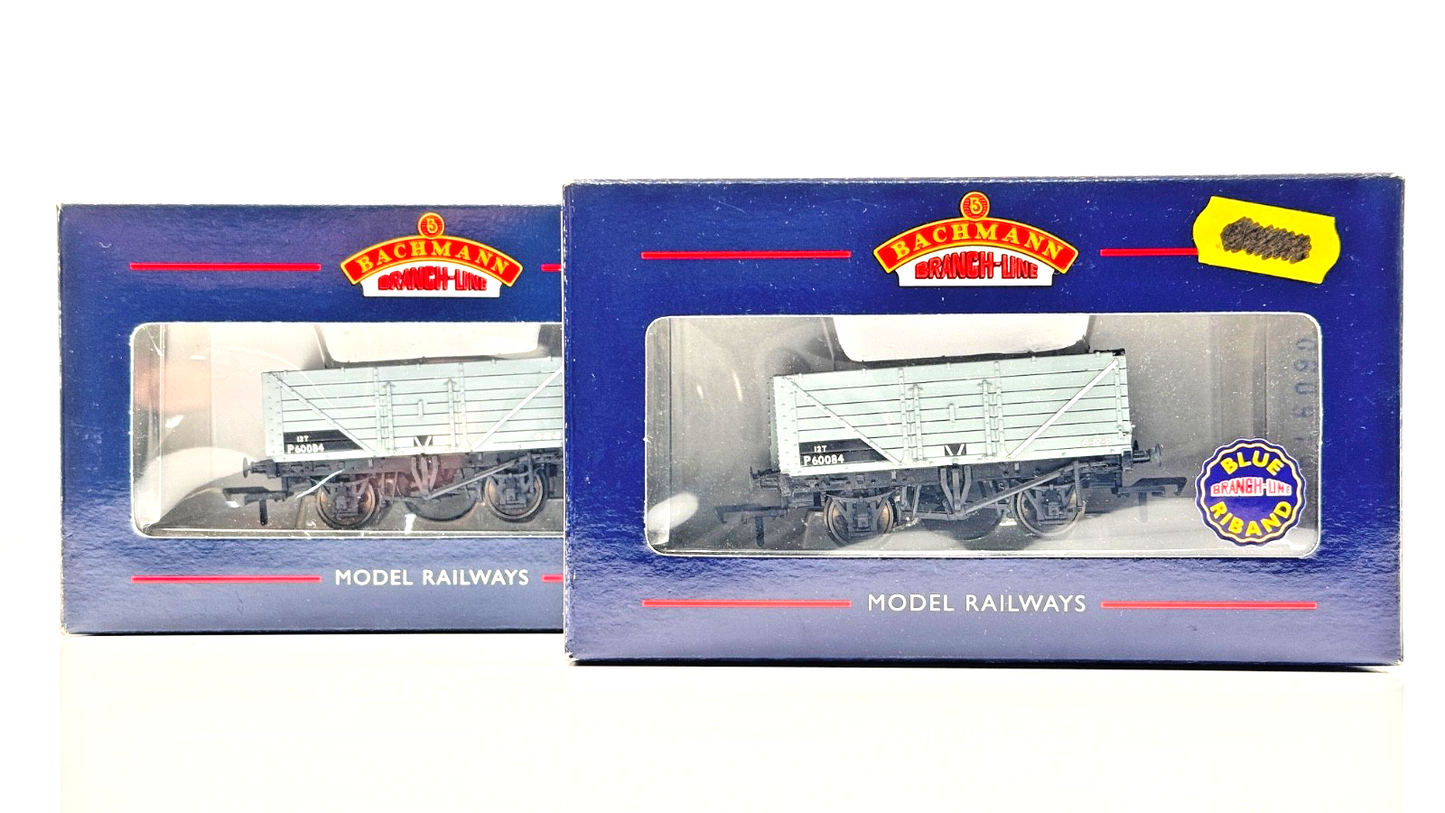 B
BACHMANN
BRANCH-LINE
12T
P60084
MODEL RAILWAYS
B
BACHMANN
BRANCH-LINE
12T
P60084
BLUE
BRANCH-LINE
RIBAND
MODEL RAILWAYS